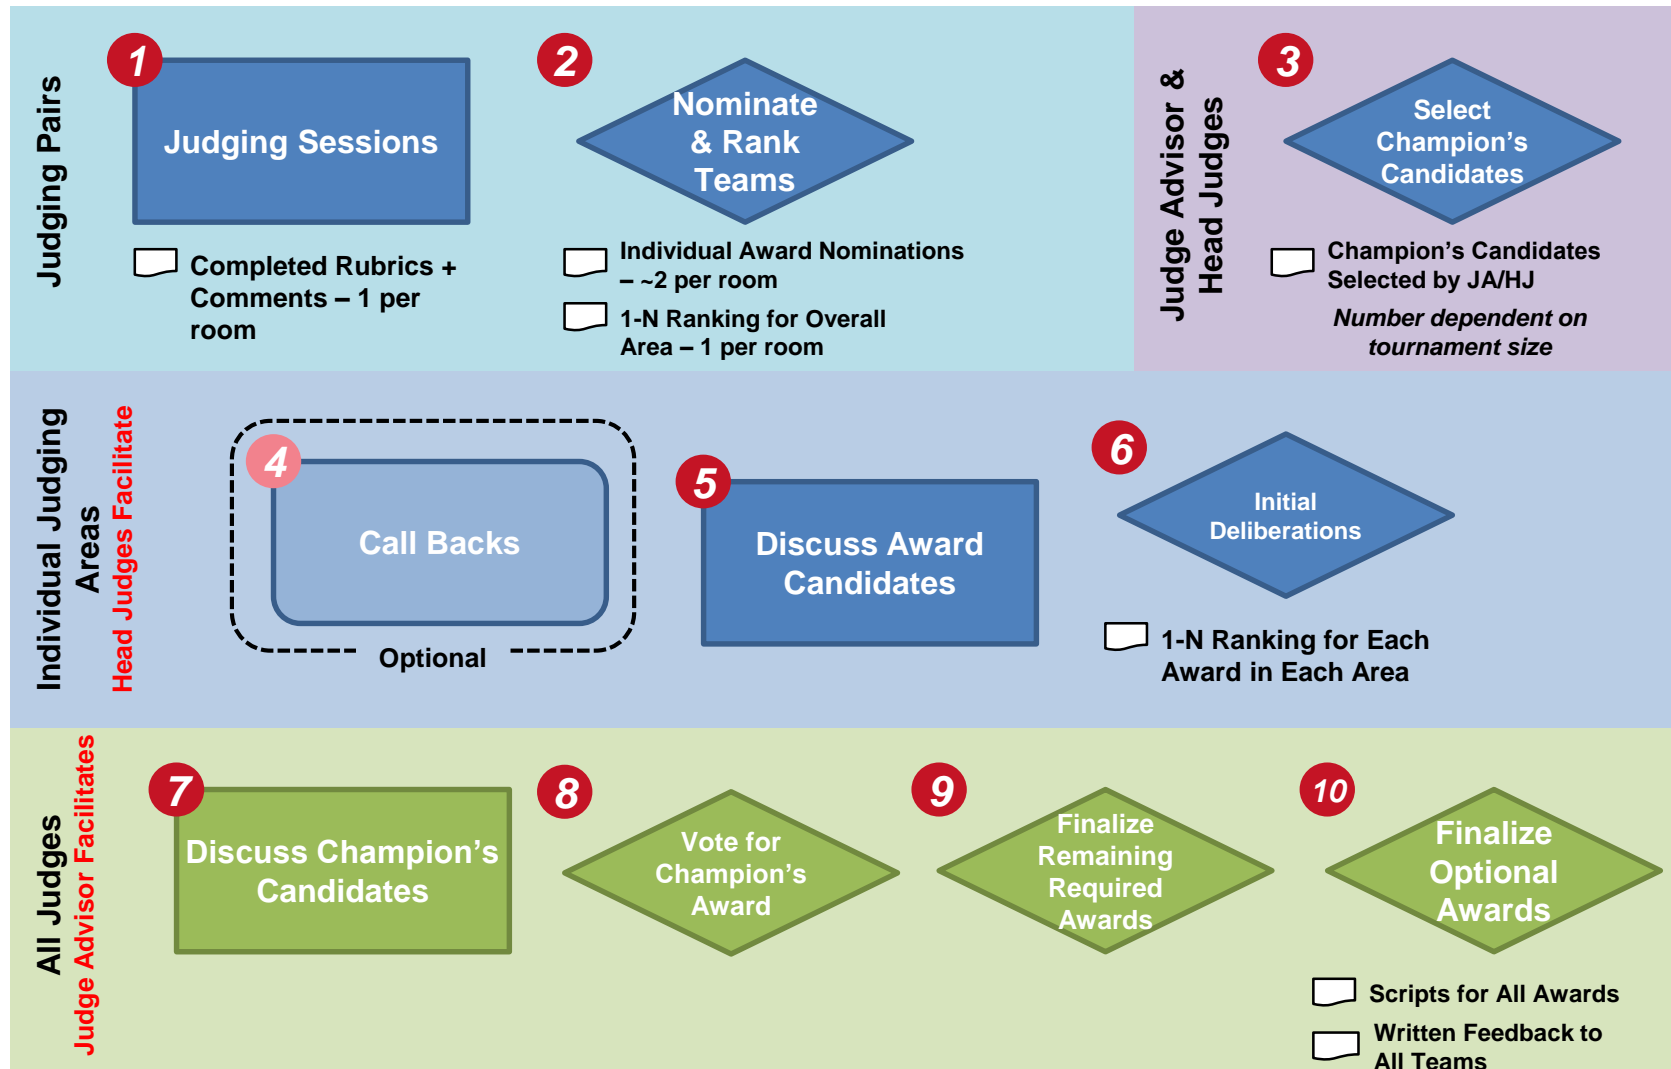 Judging Pairs
1
Judging Sessions
Completed Rubrics +
Comments – 1 per
room
2
Nominate
& Rank
Teams
Individual Award Nominations
– ~2 per room
1-N Ranking for Overall
Area – 1 per room
Judge Advisor &
Head Judges
3
Select
Champion’s
Candidates
Champion’s Candidates
Selected by JA/HJ
Number dependent on
tournament size
Individual Judging
Areas
Head Judges Facilitate
4
Call Backs
Optional
5
Discuss Award
Candidates
6
Initial
Deliberations
1-N Ranking for Each
Award in Each Area
All Judges
Judge Advisor Facilitates
7
Discuss Champion’s
Candidates
8
Vote for
Champion’s
Award
9
Finalize
Remaining
Required
Awards
10
Finalize
Optional
Awards
Scripts for All Awards
Written Feedback to
All Teams